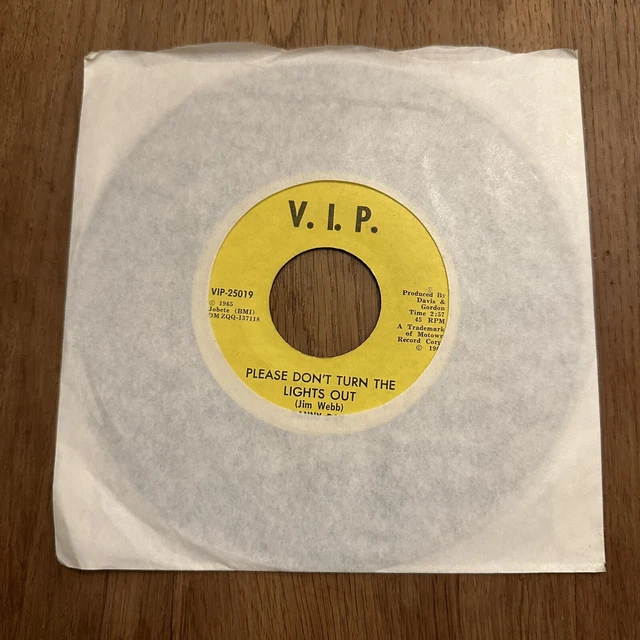 V. I. P.
VIP-25019
© 1965
Jobete (BMI)
DM ZQQ-137118
Produced By
Davis &
Gordon
Time 2:57
45 RPM
A Trademark
of Motown
Record Corp
©
PLEASE DON'T TURN THE
LIGHTS OUT
(Jim Webb)